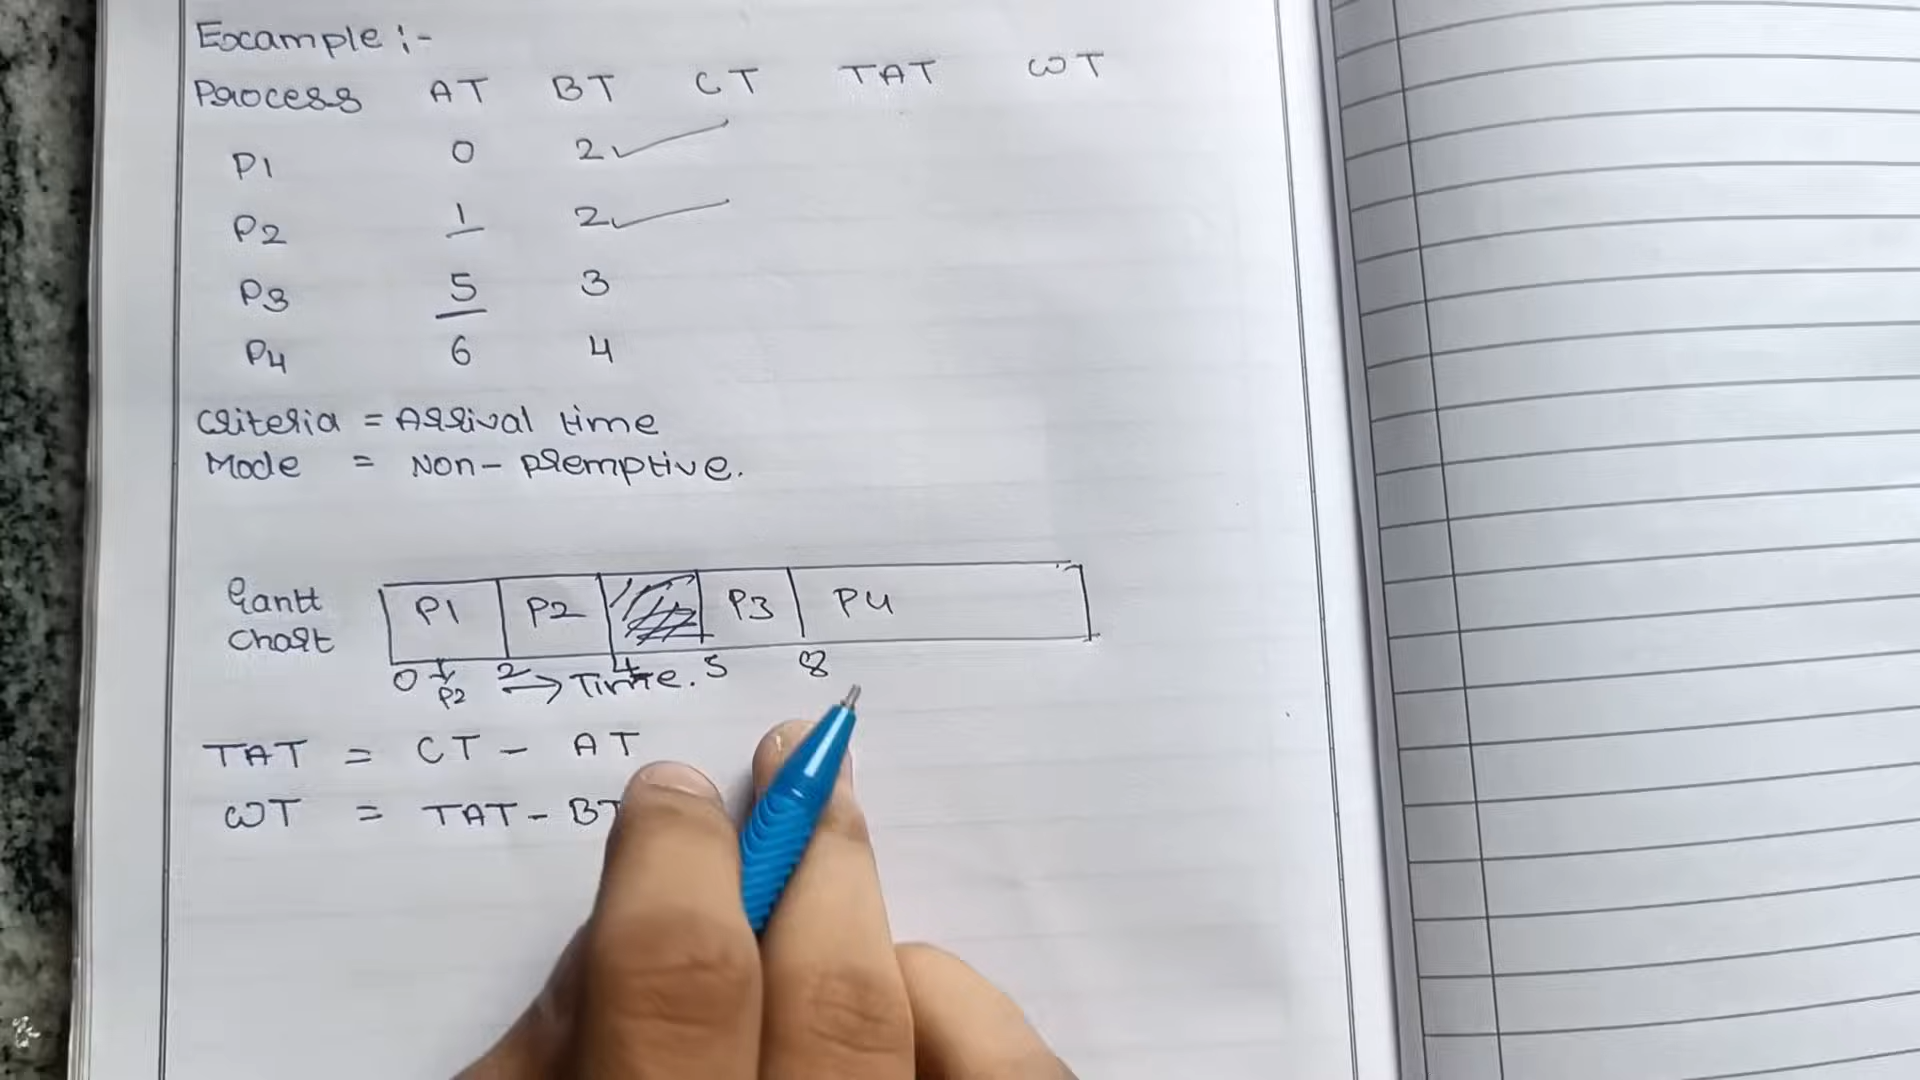 Example :-
Process AT BT CT TAT WT
P1 0 2
P2 1 2
P3 5 3
P4 6 4
Criteria = Arrival time
Mode = Non-Premptive.
Gantt Chart
P1 P2 P3 P4
0 2 4 5 8
P2 → Time.
TAT = CT - AT
WT = TAT - BT